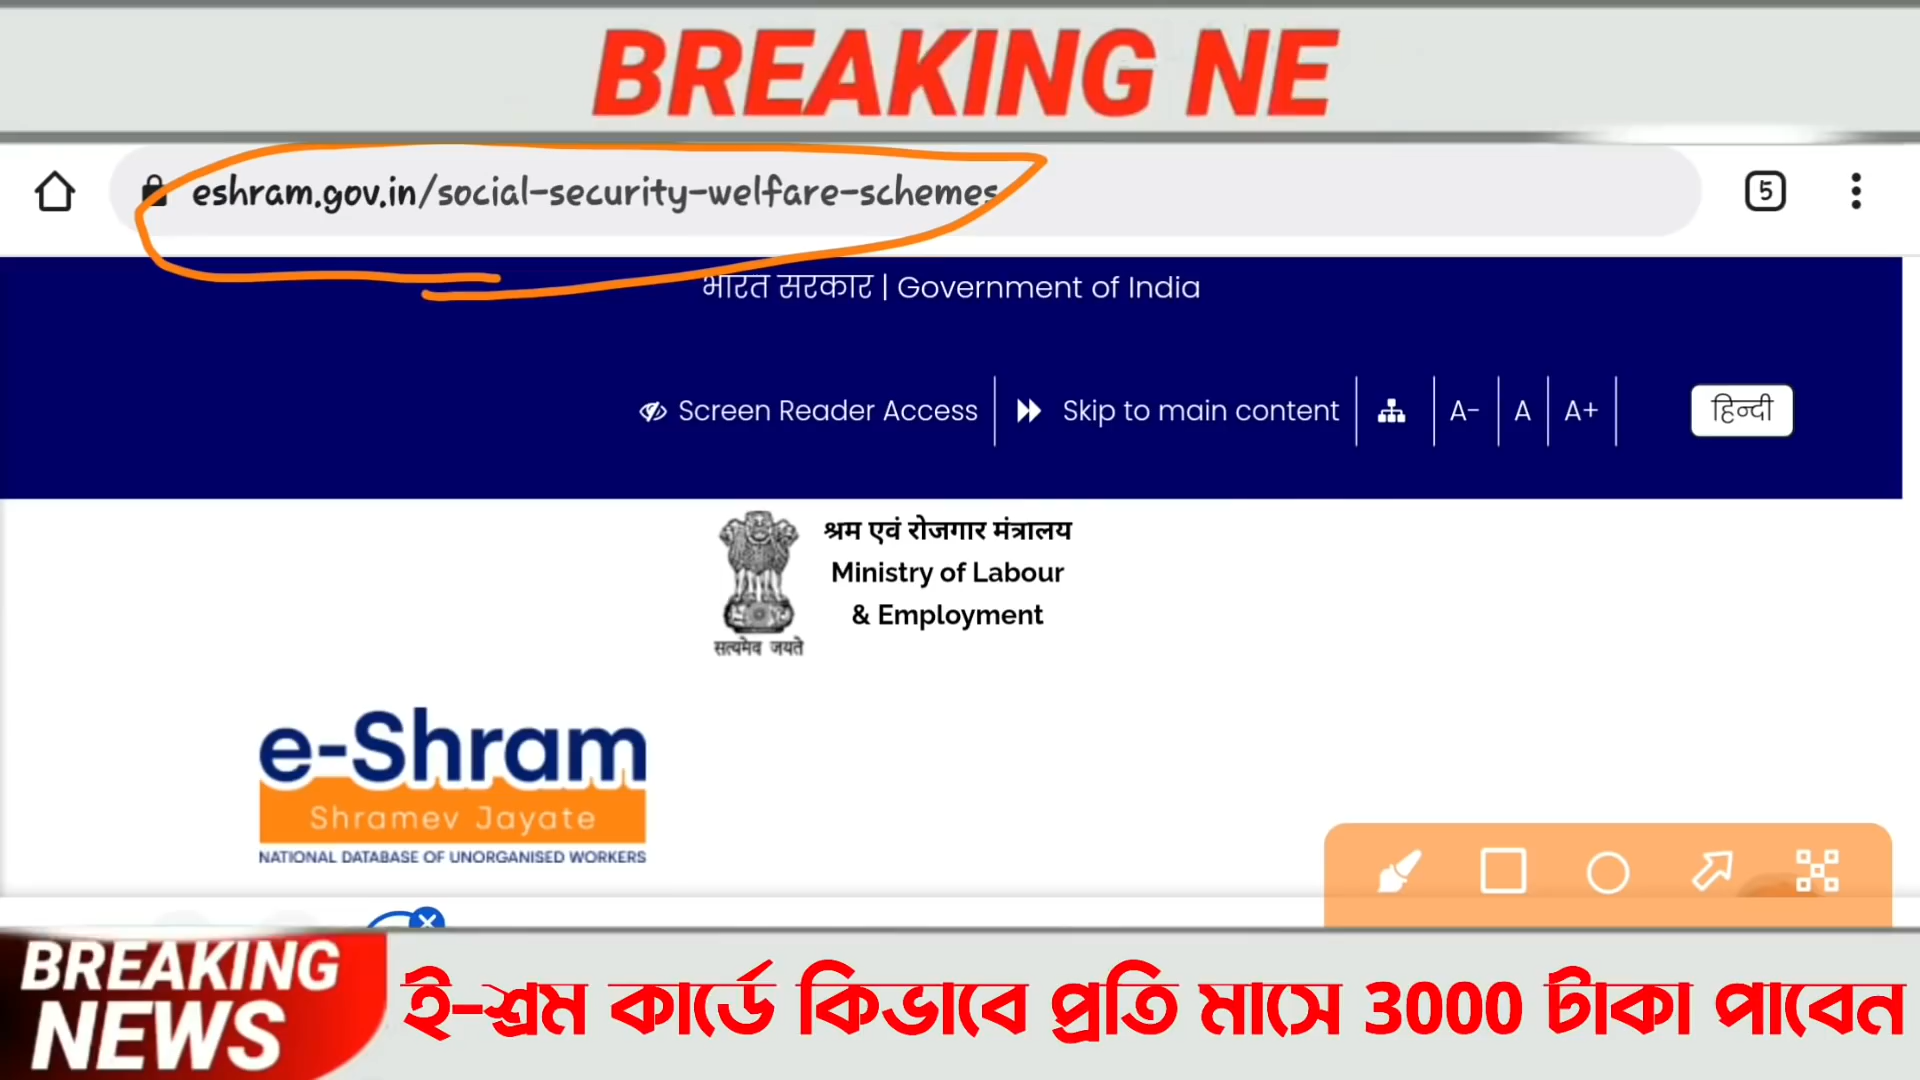 BREAKING NE
eshram.gov.in/social-security-welfare-schemes
5
भारत सरकार | Government of India
Screen Reader Access
Skip to main content
A-
A
A+
हिन्दी
श्रम एवं रोजगार मंत्रालय
Ministry of Labour
& Employment
सत्यमेव जयते
e-Shram
Shramev Jayate
NATIONAL DATABASE OF UNORGANISED WORKERS
BREAKING
NEWS
ই-শ্রম কার্ডে কিভাবে প্রতি মাসে 3000 টাকা পাবেন